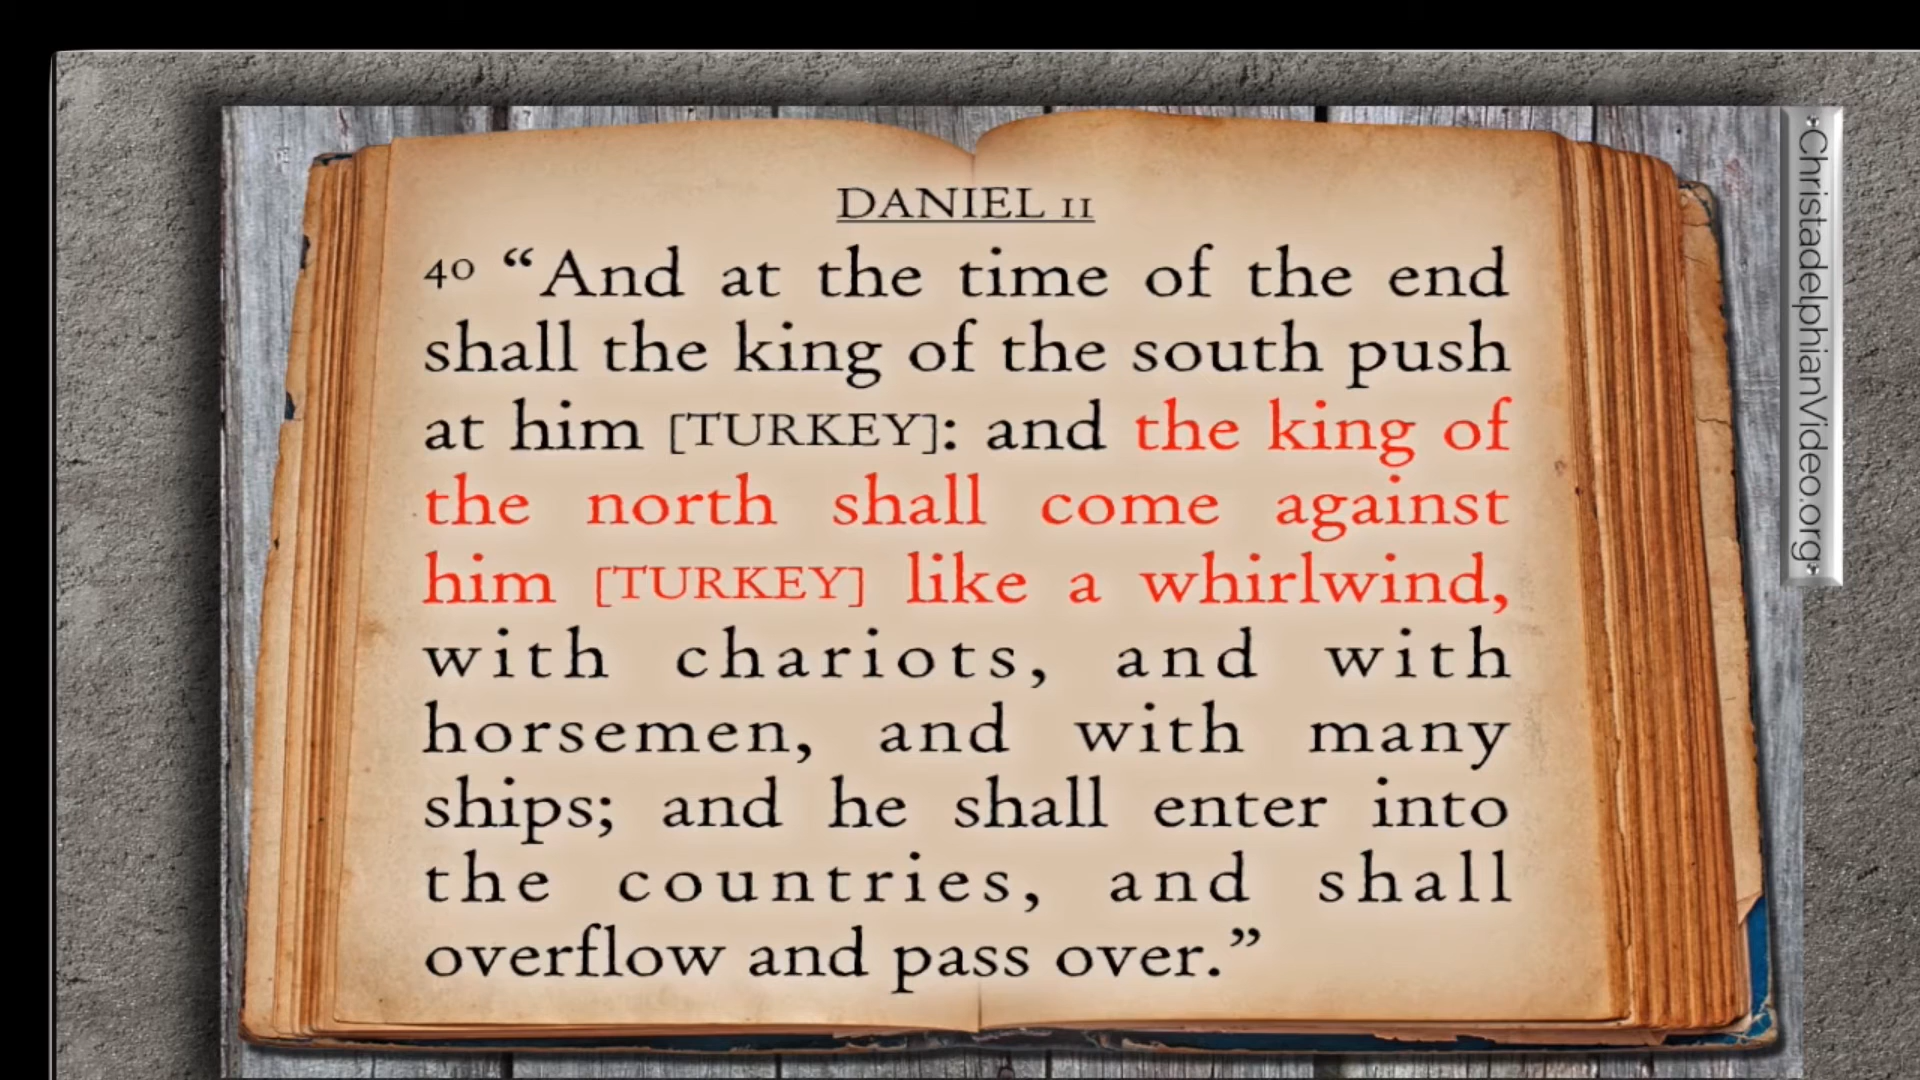 DANIEL 11
40 “And at the time of the end
shall the king of the south push
at him [TURKEY]: and the king of
the north shall come against
him [TURKEY] like a whirlwind,
with chariots, and with
horsemen, and with many
ships; and he shall enter into
the countries, and shall
overflow and pass over.”
ChristadelphianVideo.org